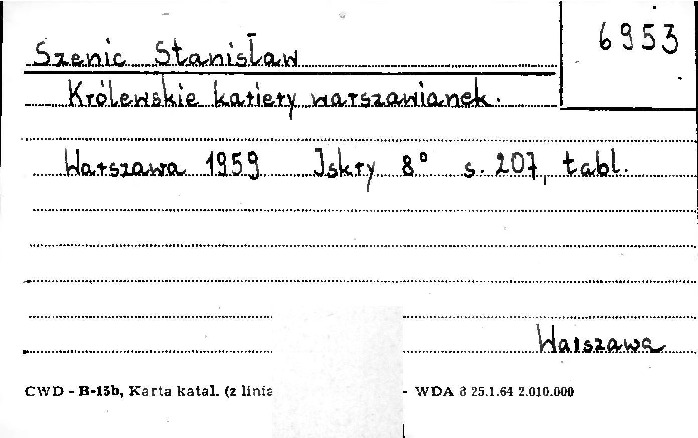 6953
Szenic Stanisław
Królewskie kariery warszawianek.
Warszawa 1959 Iskry 8° s. 207, tabl.
Warszawa
CWD - B-15b, Karta katal. (z linia - WDA 8 25.1.64 2.010.000